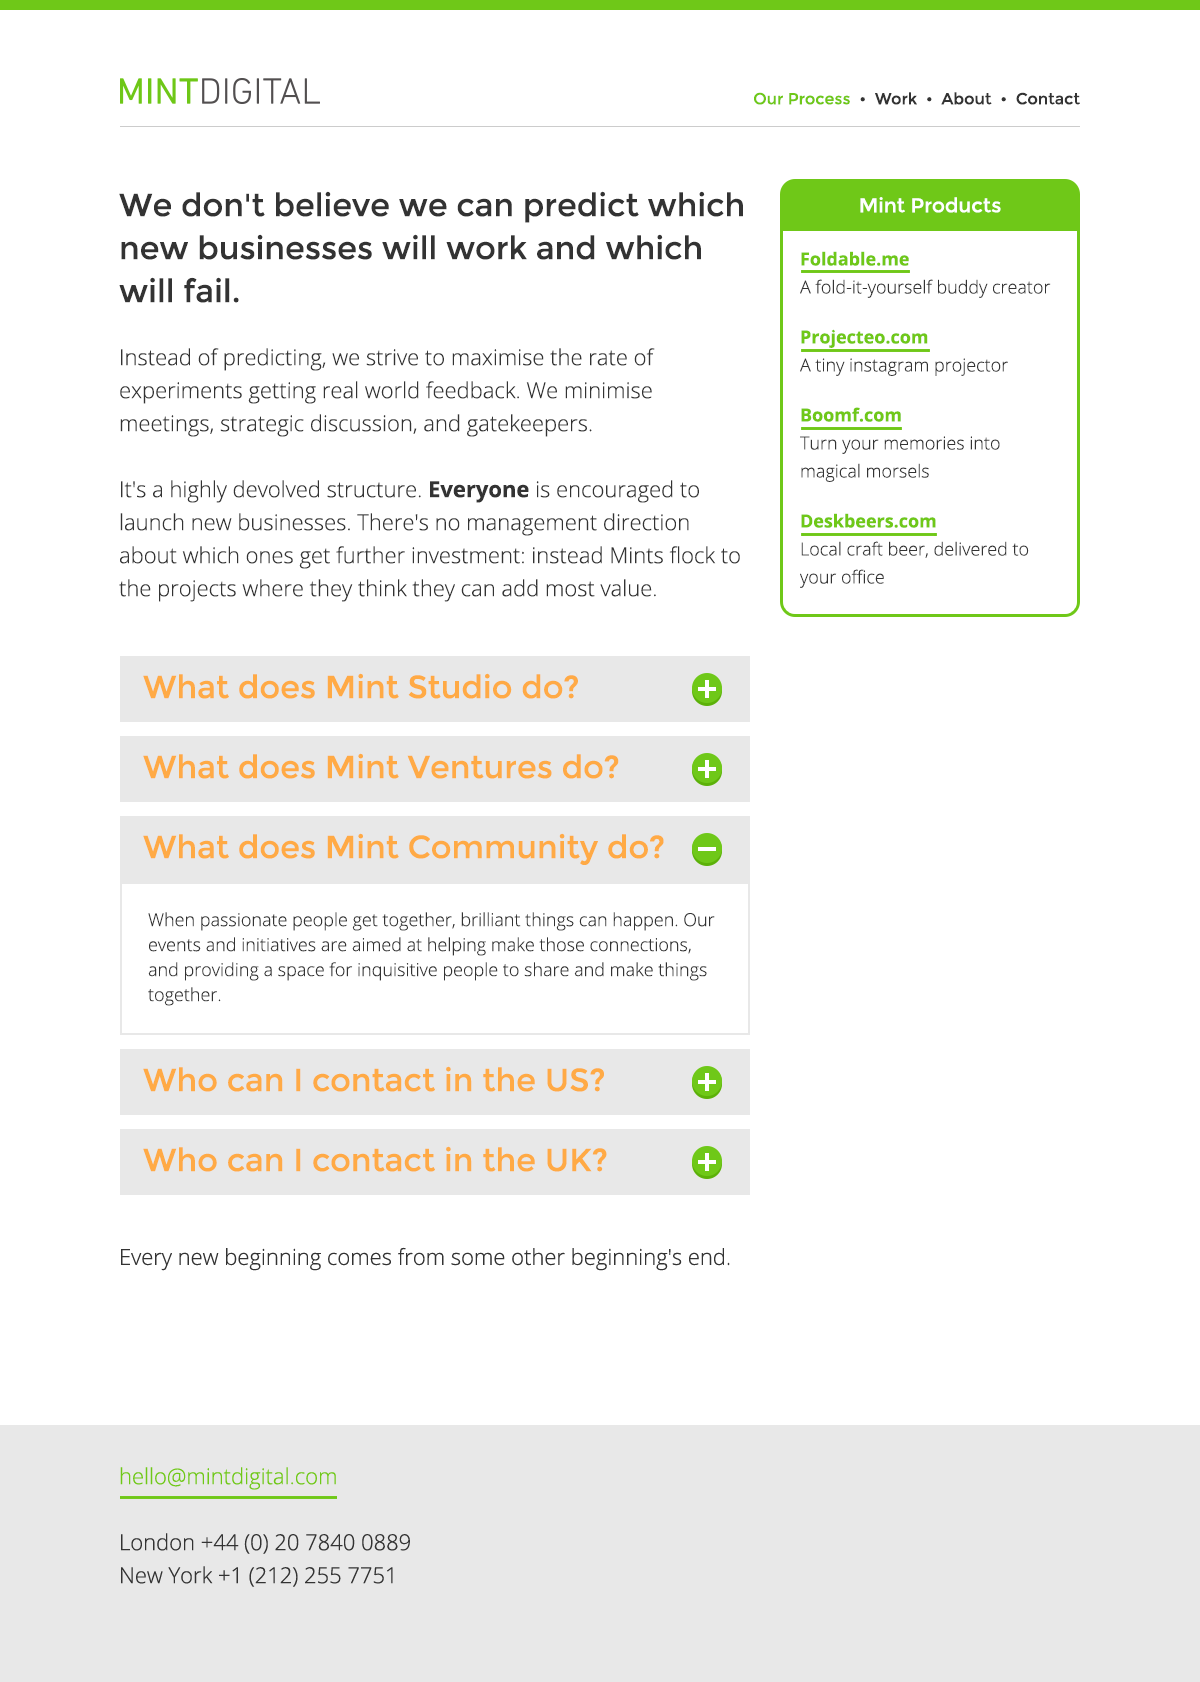 MINTDIGITAL
Our Process • Work • About • Contact
We don't believe we can predict which
new businesses will work and which
will fail.
Instead of predicting, we strive to maximise the rate of
experiments getting real world feedback. We minimise
meetings, strategic discussion, and gatekeepers.
It's a highly devolved structure. Everyone is encouraged to
launch new businesses. There's no management direction
about which ones get further investment: instead Mints flock to
the projects where they think they can add most value.
Mint Products
Foldable.me
A fold-it-yourself buddy creator
Projecteo.com
A tiny instagram projector
Boomf.com
Turn your memories into
magical morsels
Deskbeers.com
Local craft beer, delivered to
your office
What does Mint Studio do?
What does Mint Ventures do?
What does Mint Community do?
When passionate people get together, brilliant things can happen. Our
events and initiatives are aimed at helping make those connections,
and providing a space for inquisitive people to share and make things
together.
Who can I contact in the US?
Who can I contact in the UK?
Every new beginning comes from some other beginning's end.
hello@mintdigital.com
London +44 (0) 20 7840 0889
New York +1 (212) 255 7751